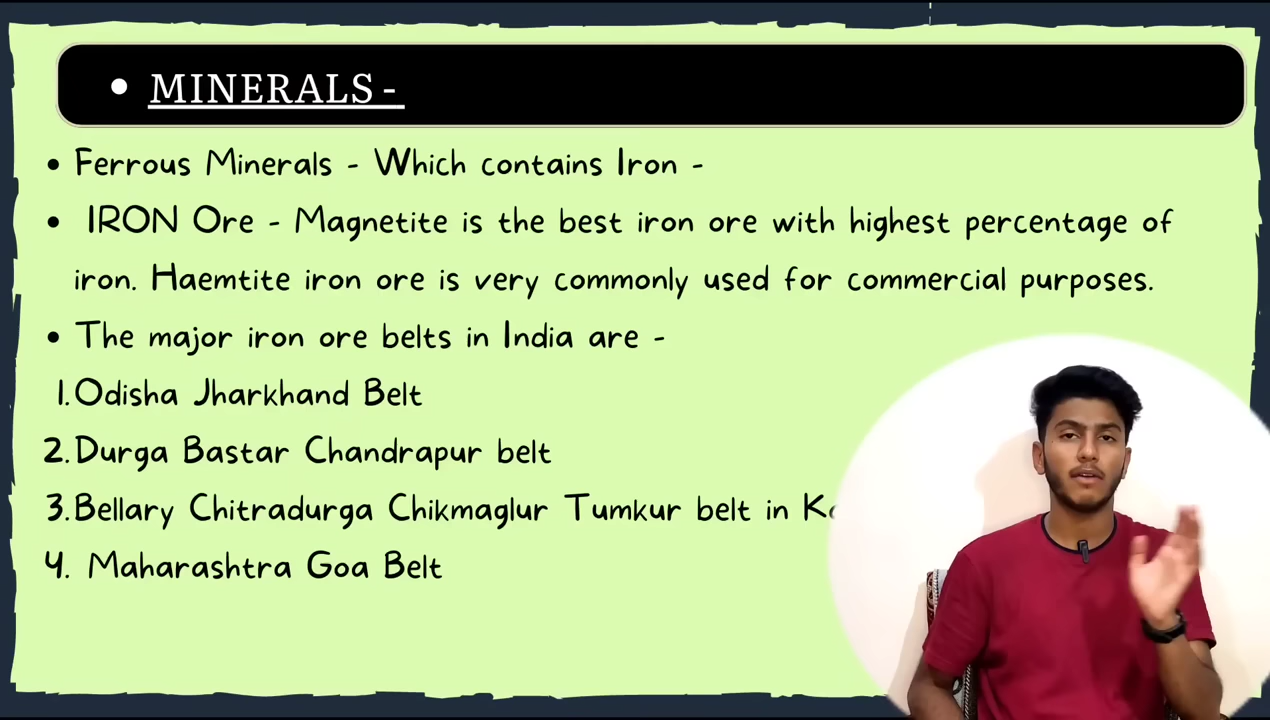 • MINERALS -
• Ferrous Minerals - Which contains Iron -
• IRON Ore - Magnetite is the best iron ore with highest percentage of
iron. Haemtite iron ore is very commonly used for commercial purposes.
• The major iron ore belts in India are -
1. Odisha Jharkhand Belt
2. Durga Bastar Chandrapur belt
3. Bellary Chitradurga Chikmaglur Tumkur belt in
4. Maharashtra Goa Belt